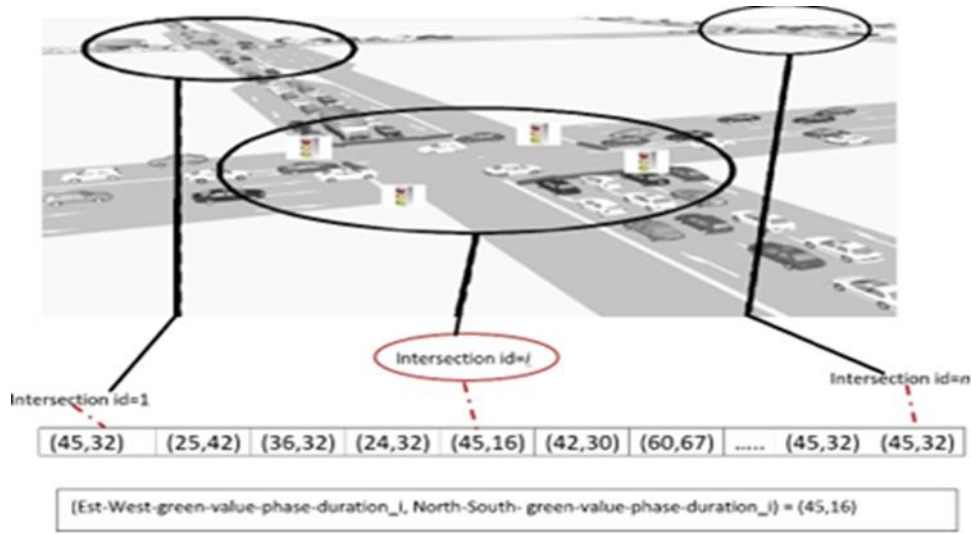 Intersection id=i
Intersection id=n
Intersection id=1
(45,32) (25,42) (36,32) (24,32) (45,16) (42,30) (60,67) ..... (45,32) (45,32)
(Est-West-green-value-phase-duration_i, North-South- green-value-phase-duration_i) = (45,16)